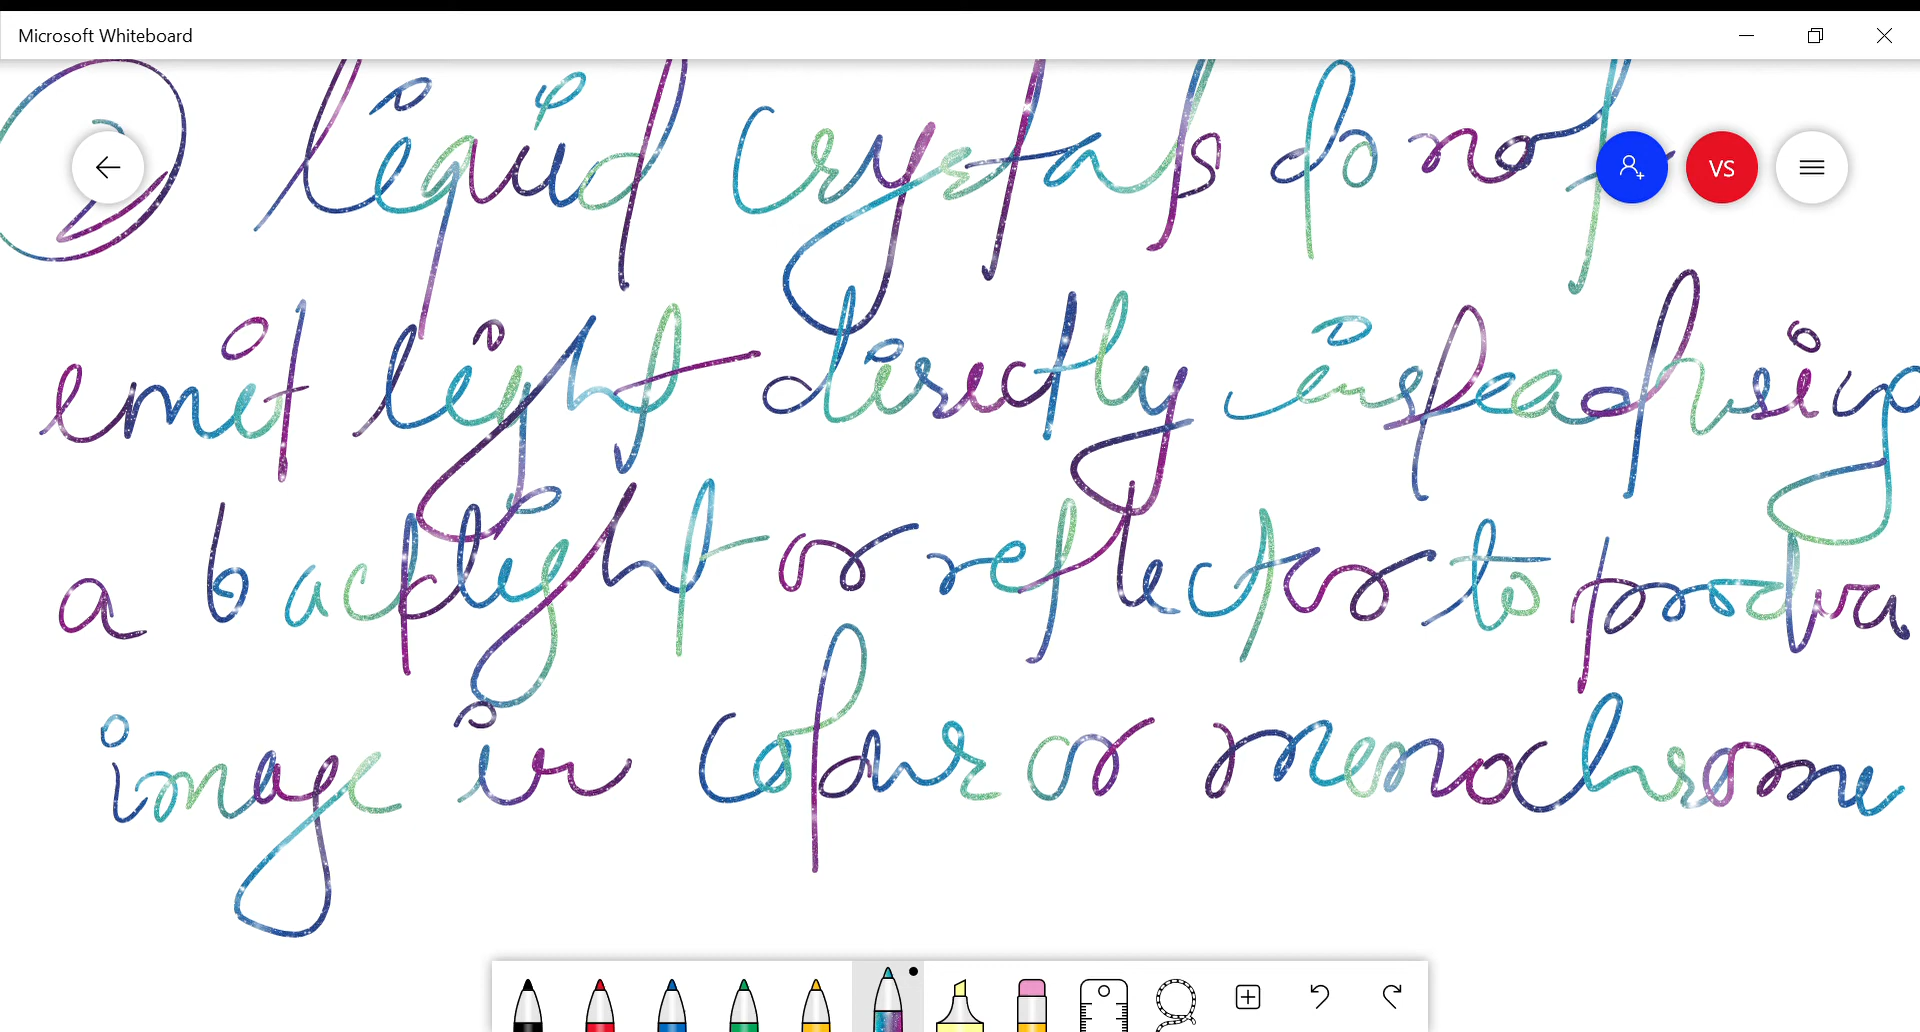 Microsoft Whiteboard
② liquid crystals do not
VS
emit light directly instead using
a backlight or reflector to produce
image in colour or monochrome